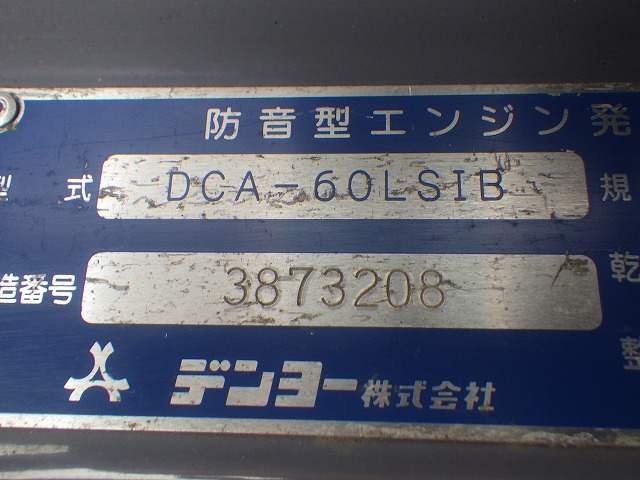 防音型エンジン発
型 式 DCA-60LSIB 規
造番号 3873208 乾
整
デンヨー株式会社